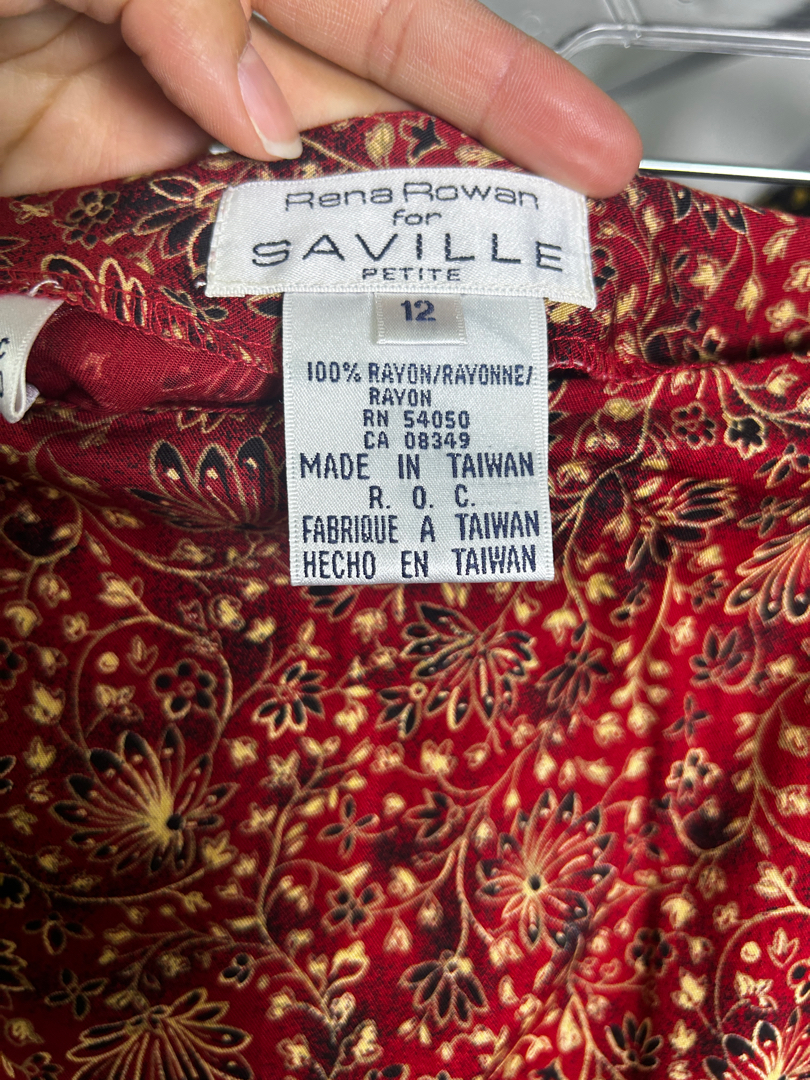 Rena Rowan
for
SAVILLE
PETITE
12
100% RAYON/RAYONNE/
RAYON
RN 54050
CA 08349
MADE IN TAIWAN
R. O. C.
FABRIQUE A TAIWAN
HECHO EN TAIWAN